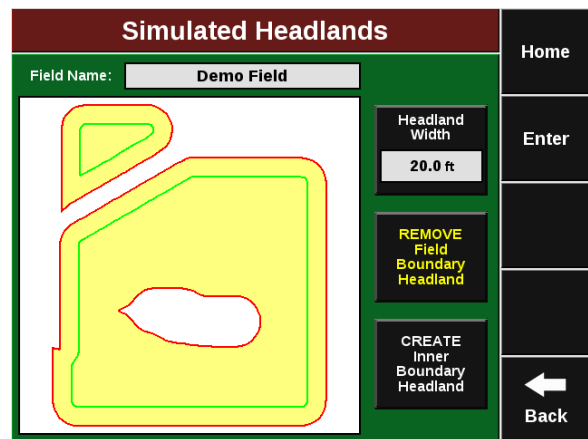 Simulated Headlands
Home
Field Name:
Demo Field
Headland
Width
20.0 ft
Enter
REMOVE
Field
Boundary
Headland
CREATE
Inner
Boundary
Headland
Back